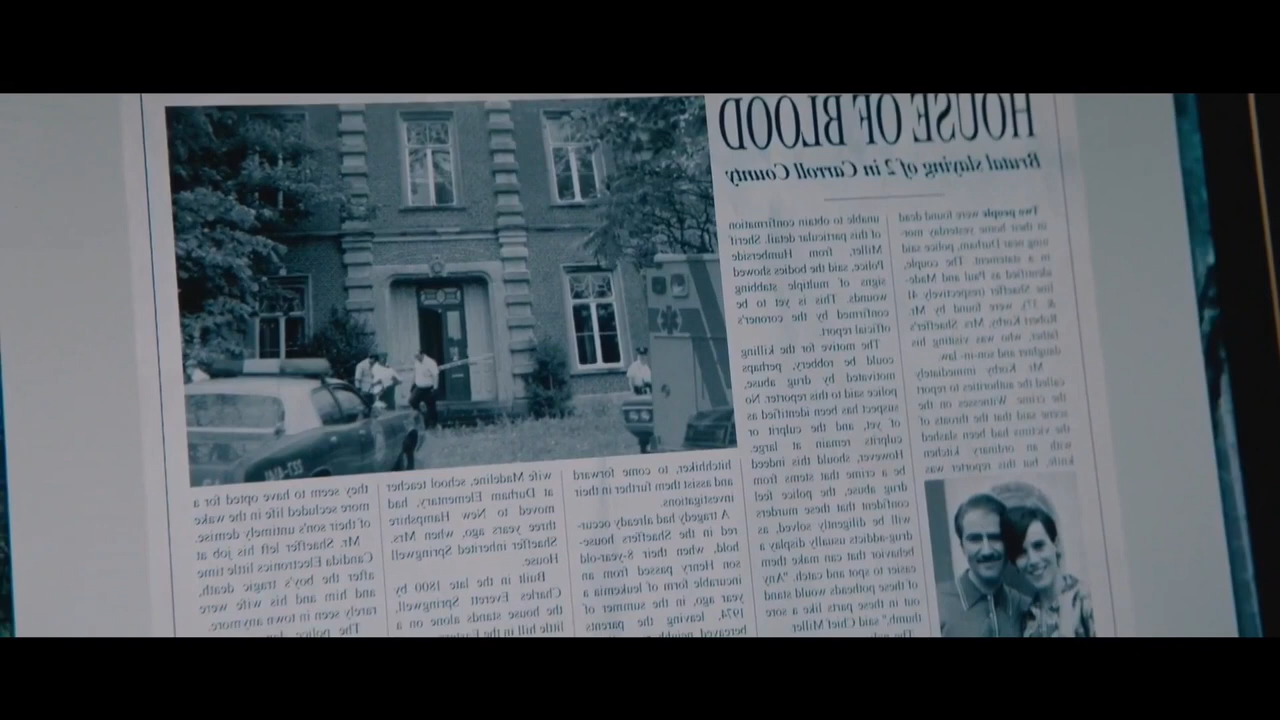 HOUSE OF BLOOD
Brutal slaying of 2 in Carroll County
Two people were found dead
in their home yesterday mor-
ning near Durham, police said
in a statement. The couple,
identified as Paul and Made-
line Shaeffer (respectively 41
& 37), were found by Mr.
Robert Korby, Mrs. Shaeffer's
father, who was visiting his
daughter and son-in-law.
Mr. Korby immediately
called the authorities to report
the crime. Witnesses on the
scene said that the throats of
the victims had been slashed
with an ordinary kitchen
knife, but this reporter was
unable to obtain confirmation
of this particular detail. Sherif
Miller, from Humberside
Police, said the bodies showed
signs of multiple stabbing
wounds. This is yet to be
confirmed by the coroner's
official report.
The motive for the killing
could be robbery, perhaps
motivated by drug abuse,
police said to this reporter. No
suspect has been identified as
of yet, and the culprit or
culprits remain at large.
However, should this indeed
be a crime that stems from
drug abuse, the police feel
confident that these murders
will be diligently solved, as
drug-addicts usually display a
behavior that can make them
easier to spot and catch. "Any
of these potheads would stand
out in these parts like a sore
thumb," said Chief Miller.
The
hitchhiker, to come forward
and assist them further in their
investigations.
A tragedy had already occur-
red in the Shaeffers house-
hold, when their 8-year-old
son Henry passed from an
incurable form of leukemia a
year ago, in the summer of
1974, leaving the parents
bereaved
wife Madeline, school teacher
at Durham Elementary, had
moved to New Hampshire
three years ago, when Mrs.
Shaeffer inherited Springwell
House.
Built in the late 1800 by
Charles Everett Springwell,
the house stands alone on a
little hill in the Eastern
they seem to have opted for a
more secluded life in the wake
of their son's untimely demise.
Mr. Shaeffer left his job at
Candida Electronics little time
after the boy's tragic death,
and him and his wife were
rarely seen in town anymore.
The police